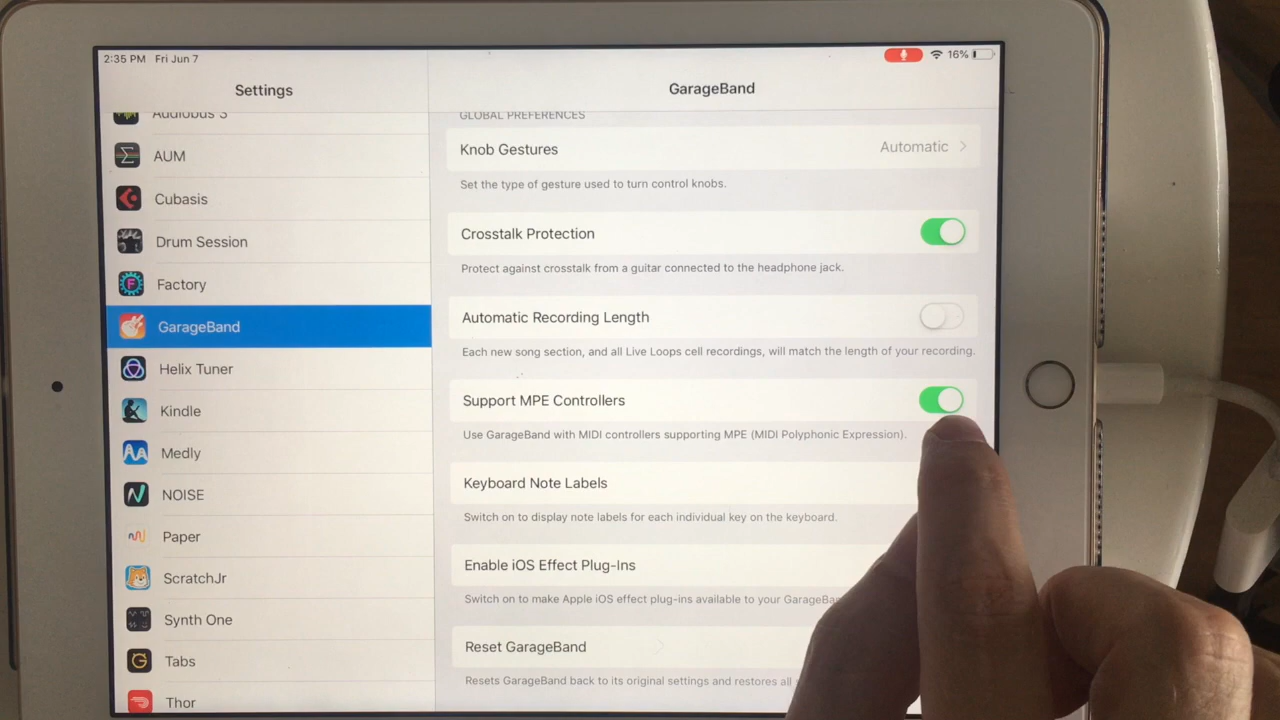 2:35 PM Fri Jun 7
16%
Settings
GarageBand
Audiobus 3
AUM
Cubasis
Drum Session
Factory
GarageBand
Helix Tuner
Kindle
Medly
NOISE
Paper
ScratchJr
Synth One
Tabs
Thor
GLOBAL PREFERENCES
Knob Gestures Automatic
Set the type of gesture used to turn control knobs.
Crosstalk Protection
Protect against crosstalk from a guitar connected to the headphone jack.
Automatic Recording Length
Each new song section, and all Live Loops cell recordings, will match the length of your recording.
Support MPE Controllers
Use GarageBand with MIDI controllers supporting MPE (MIDI Polyphonic Expression).
Keyboard Note Labels
Switch on to display note labels for each individual key on the keyboard.
Enable iOS Effect Plug-Ins
Switch on to make Apple iOS effect plug-ins available to your
Reset GarageBand
Resets GarageBand back to its original settings and restores all